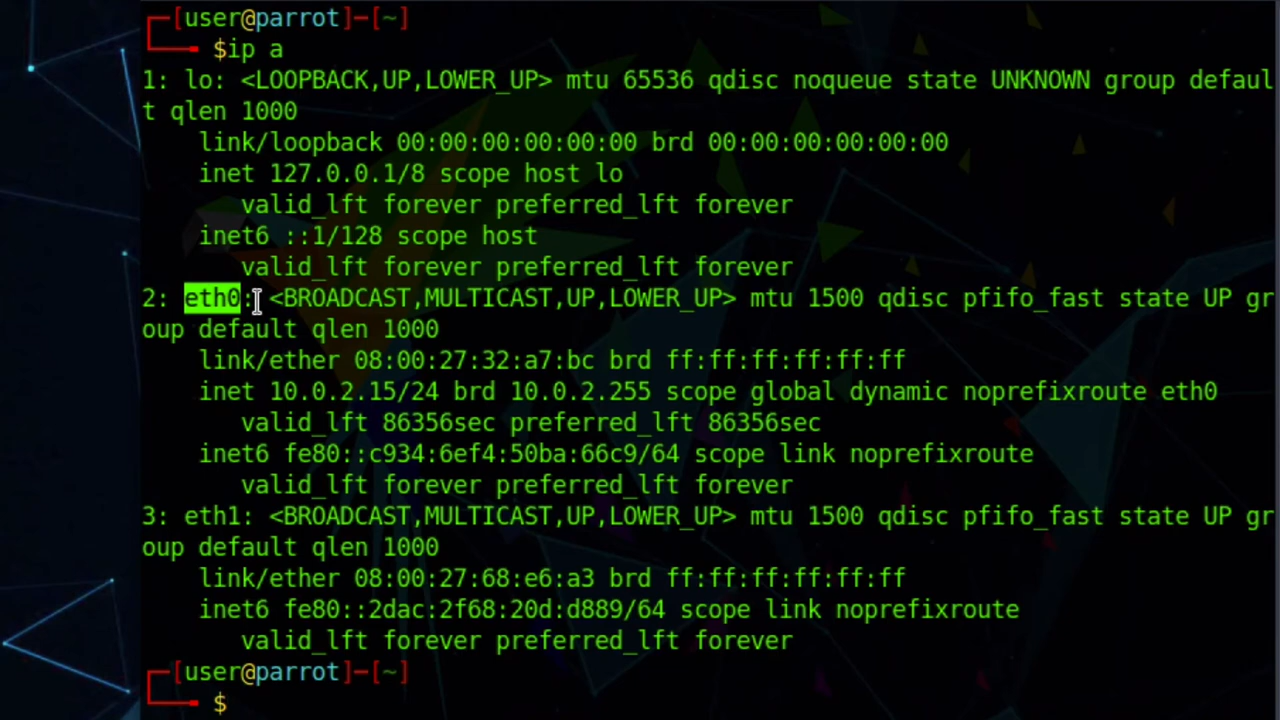 [user@parrot]-[~]
$ip a
1: lo: <LOOPBACK,UP,LOWER_UP> mtu 65536 qdisc noqueue state UNKNOWN group defaul
t qlen 1000
link/loopback 00:00:00:00:00:00 brd 00:00:00:00:00:00
inet 127.0.0.1/8 scope host lo
valid_lft forever preferred_lft forever
inet6 ::1/128 scope host
valid_lft forever preferred_lft forever
2: eth0: <BROADCAST,MULTICAST,UP,LOWER_UP> mtu 1500 qdisc pfifo_fast state UP gr
oup default qlen 1000
link/ether 08:00:27:32:a7:bc brd ff:ff:ff:ff:ff:ff
inet 10.0.2.15/24 brd 10.0.2.255 scope global dynamic noprefixroute eth0
valid_lft 86356sec preferred_lft 86356sec
inet6 fe80::c934:6ef4:50ba:66c9/64 scope link noprefixroute
valid_lft forever preferred_lft forever
3: eth1: <BROADCAST,MULTICAST,UP,LOWER_UP> mtu 1500 qdisc pfifo_fast state UP gr
oup default qlen 1000
link/ether 08:00:27:68:e6:a3 brd ff:ff:ff:ff:ff:ff
inet6 fe80::2dac:2f68:20d:d889/64 scope link noprefixroute
valid_lft forever preferred_lft forever
[user@parrot]-[~]
$